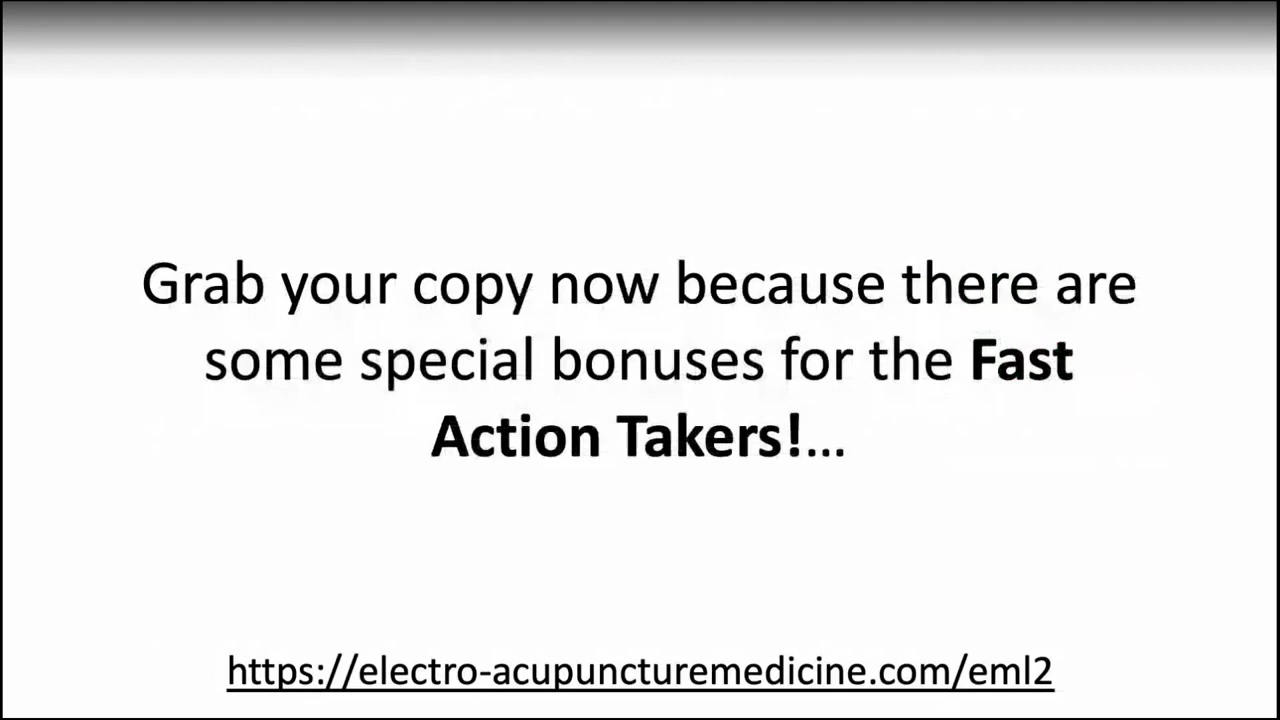 Grab your copy now because there are
some special bonuses for the Fast
Action Takers!...
https://electro-acupuncturemedicine.com/eml2